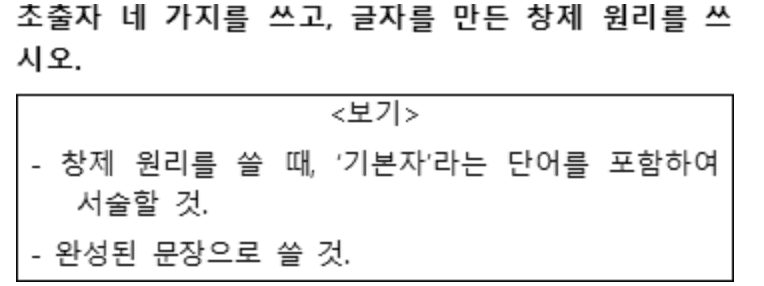 초출자 네 가지를 쓰고, 글자를 만든 창제 원리를 쓰
시오.
<보기>
- 창제 원리를 쓸 때, '기본자'라는 단어를 포함하여
서술할 것.
- 완성된 문장으로 쓸 것.